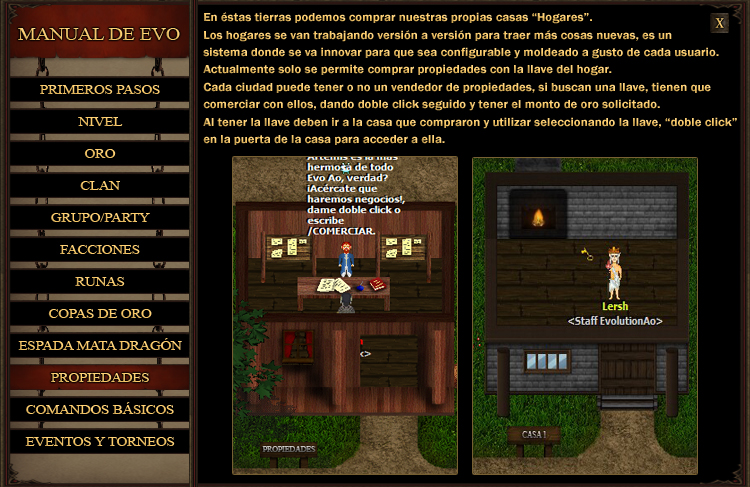 MANUAL DE EVO
PRIMEROS PASOS
NIVEL
ORO
CLAN
GRUPO/PARTY
FACCIONES
RUNAS
COPAS DE ORO
ESPADA MATA DRAGÓN
PROPIEDADES
COMANDOS BÁSICOS
EVENTOS Y TORNEOS
X
En éstas tierras podemos comprar nuestras propias casas “Hogares”.
Los hogares se van trabajando versión a versión para traer más cosas nuevas, es un
sistema donde se va innovar para que sea configurable y moldeado a gusto de cada usuario.
Actualmente solo se permite comprar propiedades con la llave del hogar.
Cada ciudad puede tener o no un vendedor de propiedades, si buscan una llave, tienen que
comerciar con ellos, dando doble click seguido y tener el monto de oro solicitado.
Al tener la llave deben ir a la casa que compraron y utilizar seleccionando la llave, “doble click”
en la puerta de la casa para acceder a ella.
Artemis es la más
hermosa de todo
Evo Ao, verdad?
¡Acércate que
haremos negocios!,
dame doble click o
escribe
/COMERCIAR.
PROPIEDADES
Lersh
<Staff EvolutionAo>
CASA 1